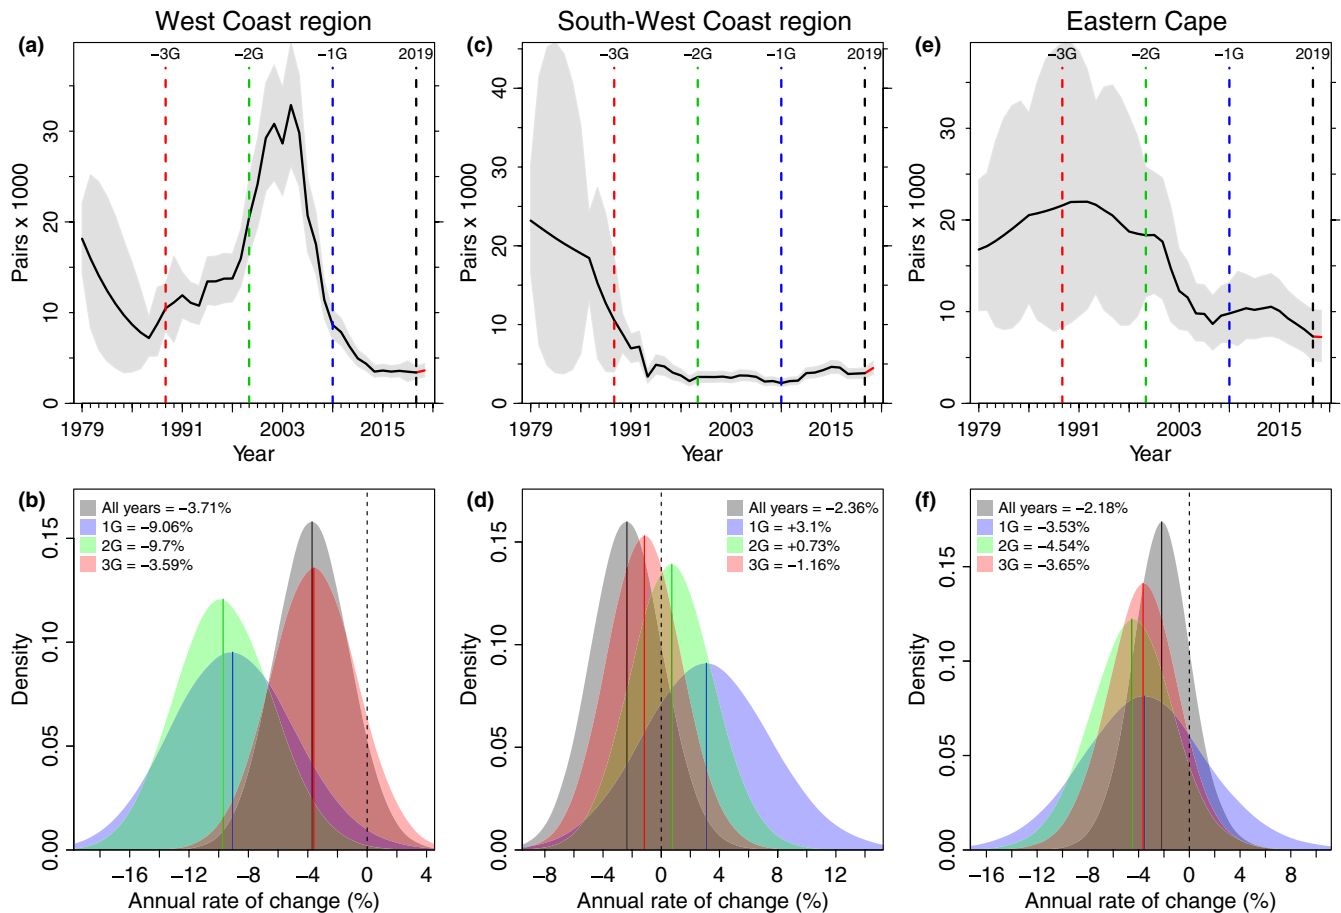 West Coast region
(a)
−3G −2G −1G 2019
Pairs x 1000
0 10 20 30
1979 1991 2003 2015
Year
South−West Coast region
(c)
−3G −2G −1G 2019
Pairs x 1000
0 10 20 30 40
1979 1991 2003 2015
Year
Eastern Cape
(e)
−3G −2G −1G 2019
Pairs x 1000
0 10 20 30
1979 1991 2003 2015
Year
(b)
All years = −3.71%
1G = −9.06%
2G = −9.7%
3G = −3.59%
Density
0.00 0.05 0.10 0.15
−16 −12 −8 −4 0 4
Annual rate of change (%)
(d)
All years = −2.36%
1G = +3.1%
2G = +0.73%
3G = −1.16%
Density
0.00 0.05 0.10 0.15
−8 −4 0 4 8 12
Annual rate of change (%)
(f)
All years = −2.18%
1G = −3.53%
2G = −4.54%
3G = −3.65%
Density
0.00 0.05 0.10 0.15
−16 −12 −8 −4 0 4 8
Annual rate of change (%)